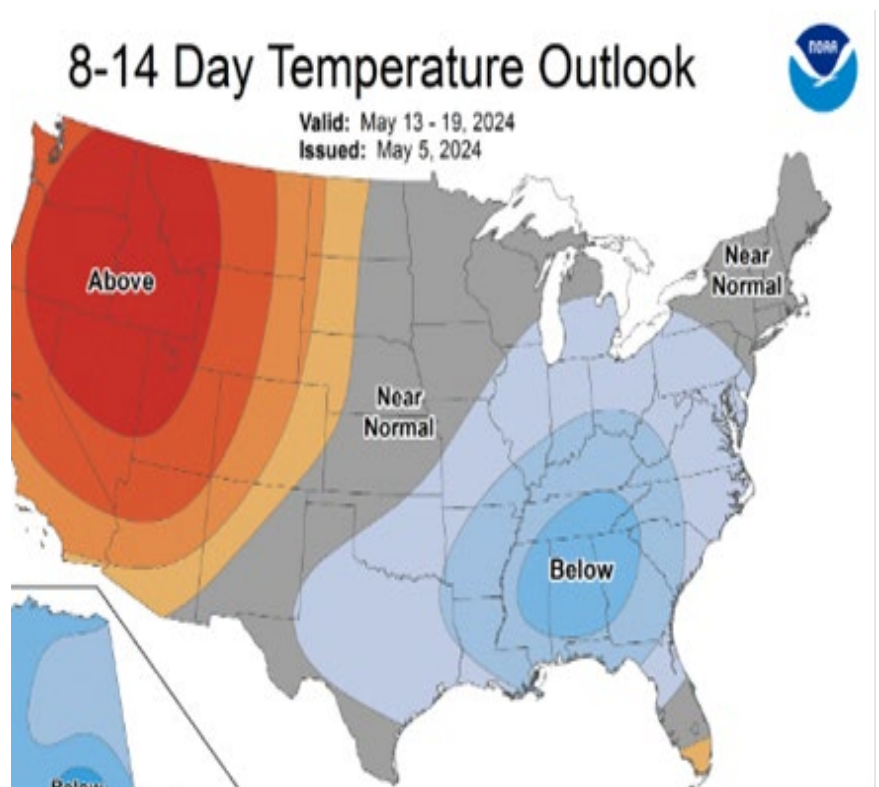 8-14 Day Temperature Outlook
NOAA
Valid: May 13 - 19, 2024
Issued: May 5, 2024
Near
Normal
Above
Near
Normal
Below
Below